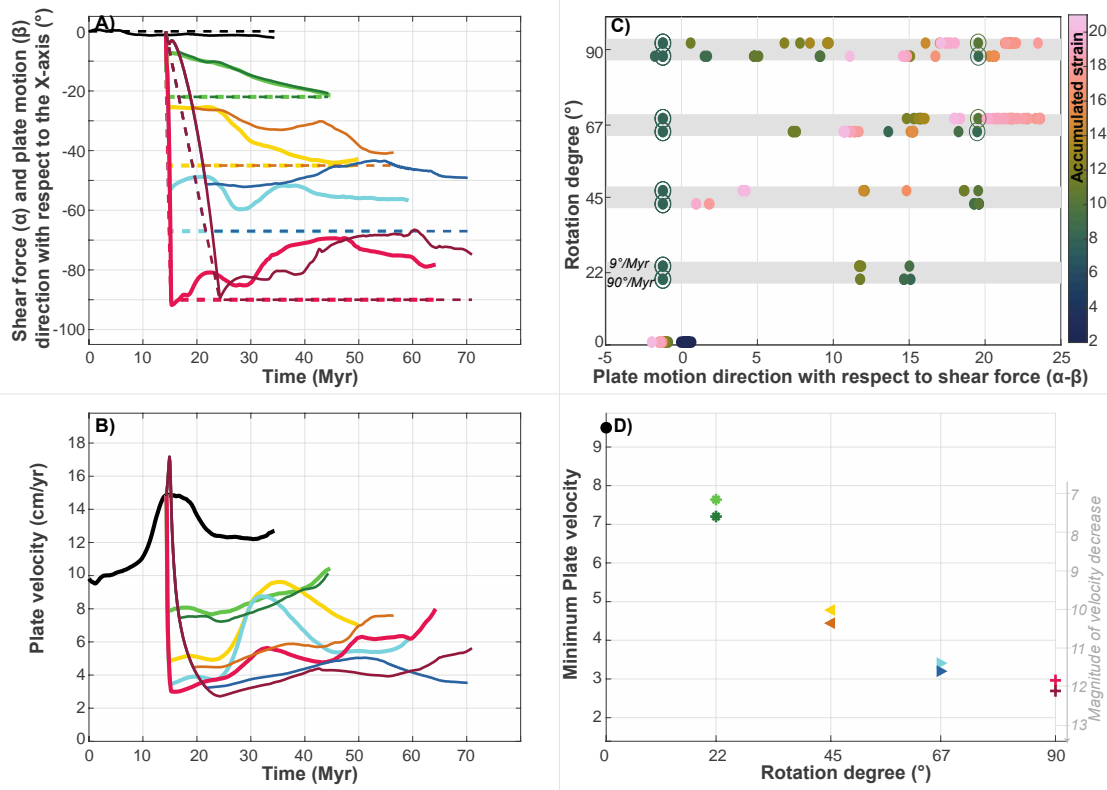 A)
Shear force (α) and plate motion (β)
direction with respect to the X-axis (°)
0
-20
-40
-60
-80
-100
0 10 20 30 40 50 60 70
Time (Myr)
C)
Rotation degree (°)
90
67
45
22
0
9°/Myr
90°/Myr
-5 0 5 10 15 20 25
Plate motion direction with respect to shear force (α-β)
Accumulated strain
20
18
16
14
12
10
8
6
4
2
B)
Plate velocity (cm/yr)
18
16
14
12
10
8
6
4
2
0
0 10 20 30 40 50 60 70
Time (Myr)
D)
Minimum Plate velocity
9
8
7
6
5
4
3
2
0 22 45 67 90
Rotation degree (°)
7
8
9
10
11
12
13
Magnitude of velocity decrease